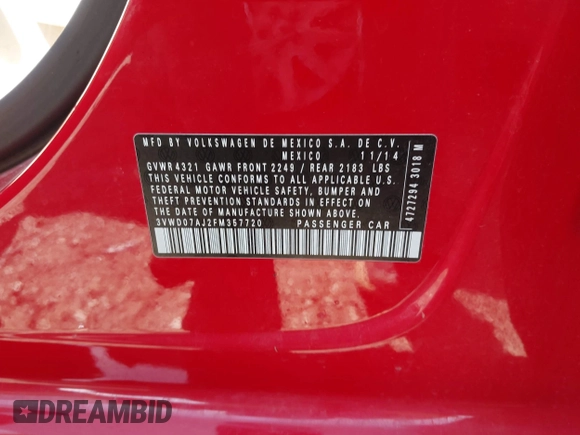 MFD BY VOLKSWAGEN DE MEXICO S.A. DE C.V.
MEXICO 11/14
GVWR 4321 GAWR FRONT 2249 / REAR 2183 LBS
THIS VEHICLE CONFORMS TO ALL APPLICABLE U.S.
FEDERAL MOTOR VEHICLE SAFETY, BUMPER AND
THEFT PREVENTION STANDARDS IN EFFECT ON
THE DATE OF MANUFACTURE SHOWN ABOVE.
3VWD07AJ2FM357720 PASSENGER CAR
4727294 3018 M
DREAMBID